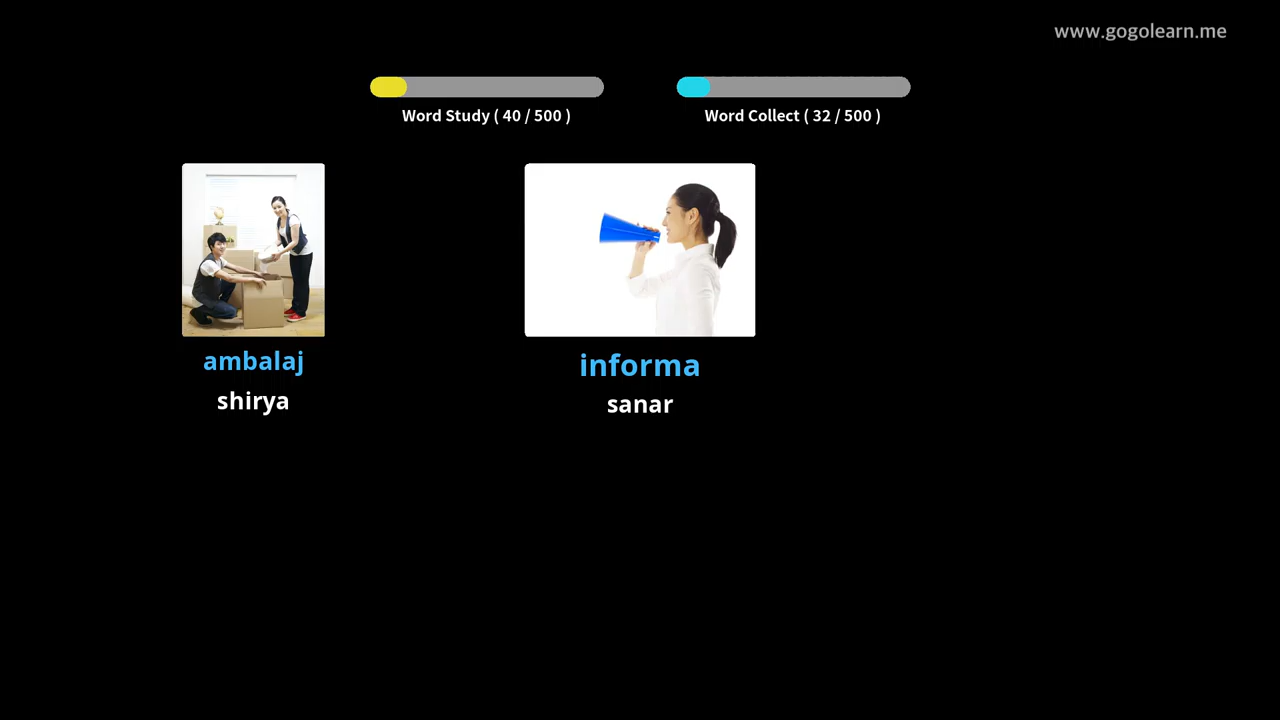 www.gogolearn.me
Word Study ( 40 / 500 )
Word Collect ( 32 / 500 )
ambalaj
shirya
informa
sanar